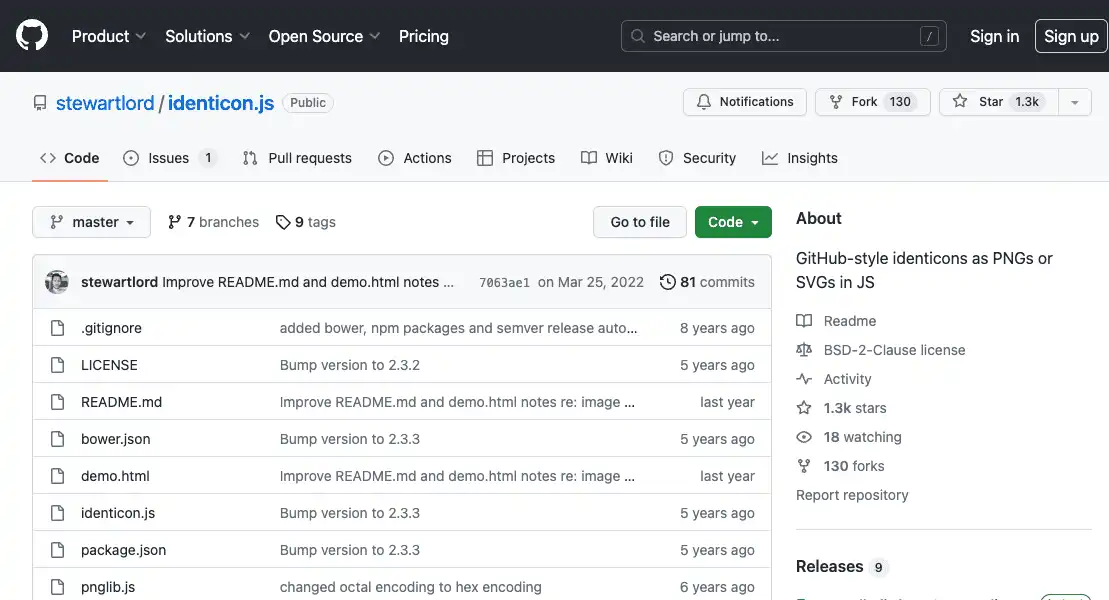 Product Solutions Open Source Pricing Search or jump to... / Sign in Sign up
stewartlord / identicon.js Public Notifications Fork 130 Star 1.3k
Code Issues 1 Pull requests Actions Projects Wiki Security Insights
master 7 branches 9 tags Go to file Code
stewartlord Improve README.md and demo.html notes ... 7063ae1 on Mar 25, 2022 81 commits
.gitignore added bower, npm packages and semver release auto... 8 years ago
LICENSE Bump version to 2.3.2 5 years ago
README.md Improve README.md and demo.html notes re: image ... last year
bower.json Bump version to 2.3.3 5 years ago
demo.html Improve README.md and demo.html notes re: image ... last year
identicon.js Bump version to 2.3.3 5 years ago
package.json Bump version to 2.3.3 5 years ago
pnglib.js changed octal encoding to hex encoding 6 years ago
About
GitHub-style identicons as PNGs or
SVGs in JS
Readme
BSD-2-Clause license
Activity
1.3k stars
18 watching
130 forks
Report repository
Releases 9